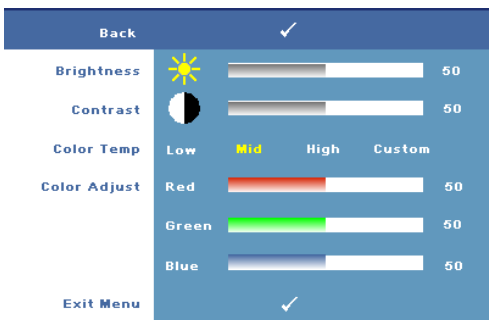 Back
Brightness 50
Contrast 50
Color Temp Low Mid High Custom
Color Adjust Red 50
Green 50
Blue 50
Exit Menu